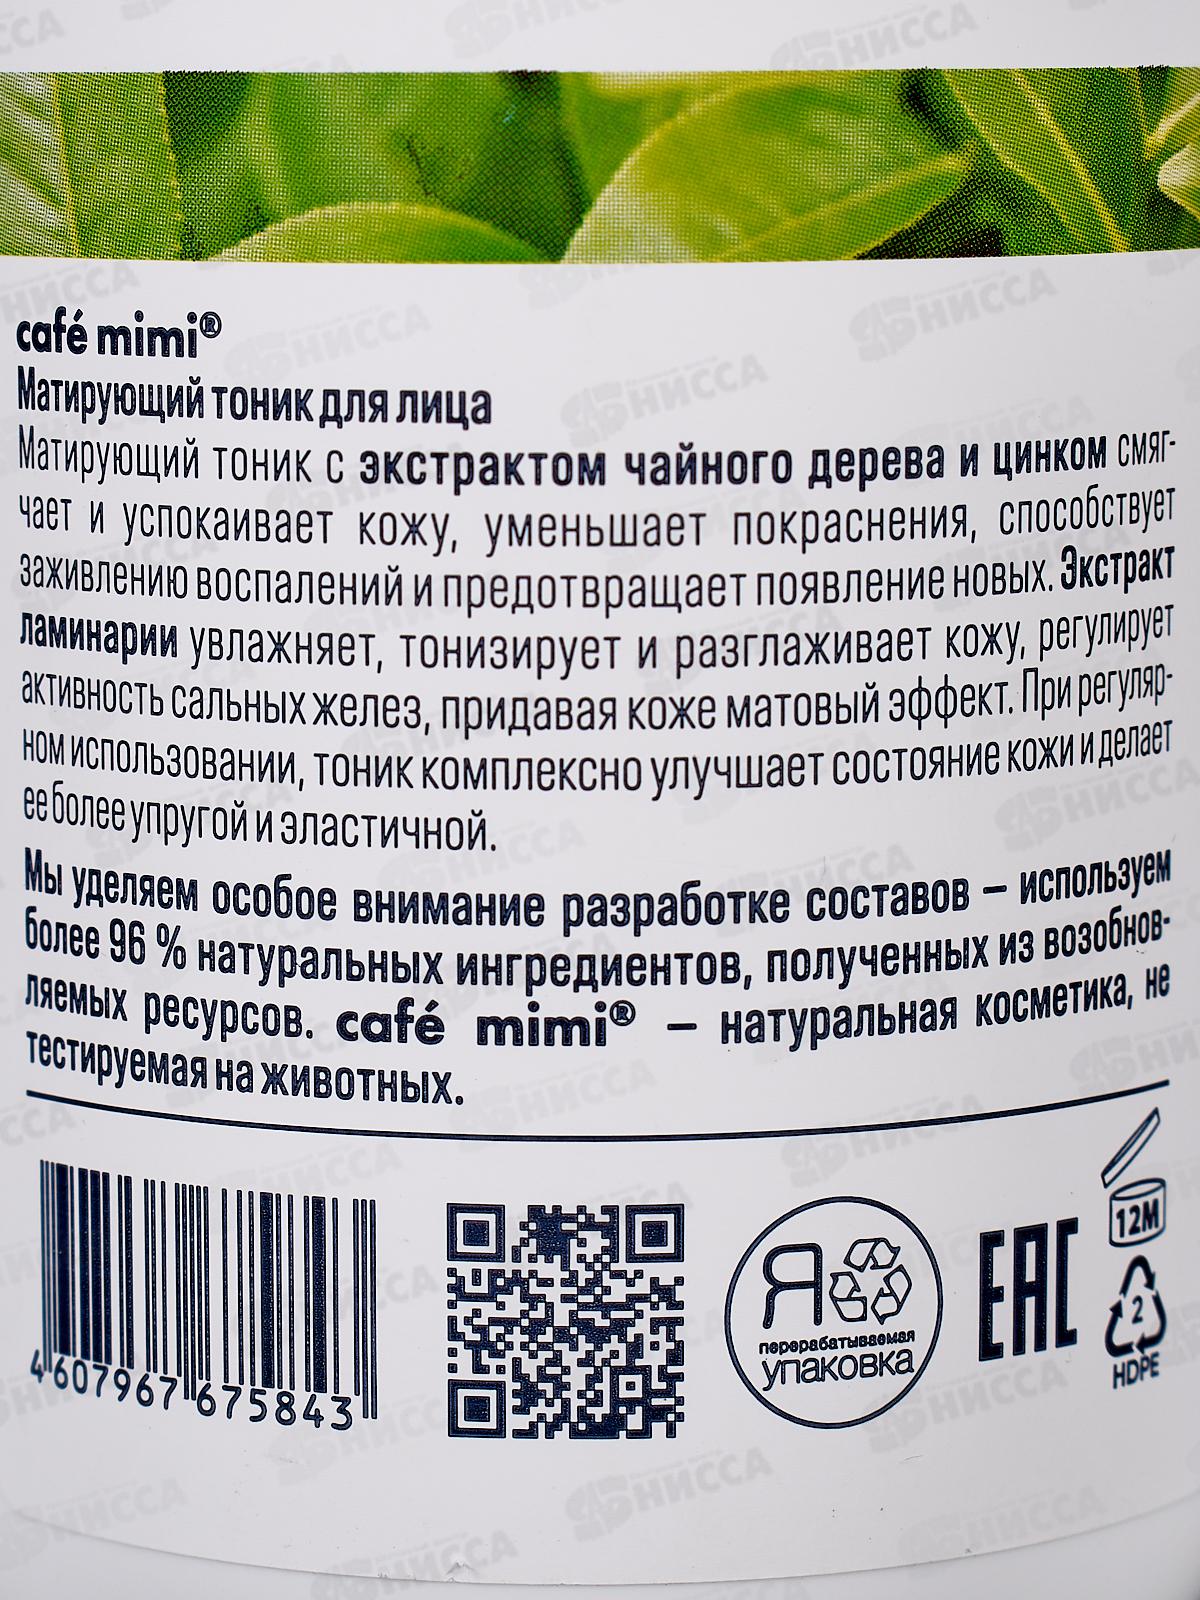 café mimi®
Матирующий тоник для лица
Матирующий тоник с экстрактом чайного дерева и цинком смяг-
чает и успокаивает кожу, уменьшает покраснения, способствует
заживлению воспалений и предотвращает появление новых. Экстракт
ламинарии увлажняет, тонизирует и разглаживает кожу, регулирует
активность сальных желез, придавая коже матовый эффект. При регуляр-
ном использовании, тоник комплексно улучшает состояние кожи и делает
ее более упругой и эластичной.
Мы уделяем особое внимание разработке составов – используем
более 96 % натуральных ингредиентов, полученных из возобнов-
ляемых ресурсов. café mimi® – натуральная косметика, не
тестируемая на животных.
12М
Я
перерабатываемая
упаковка
ЕАС
2
HDPE
4 607967 675843
АБНИССА